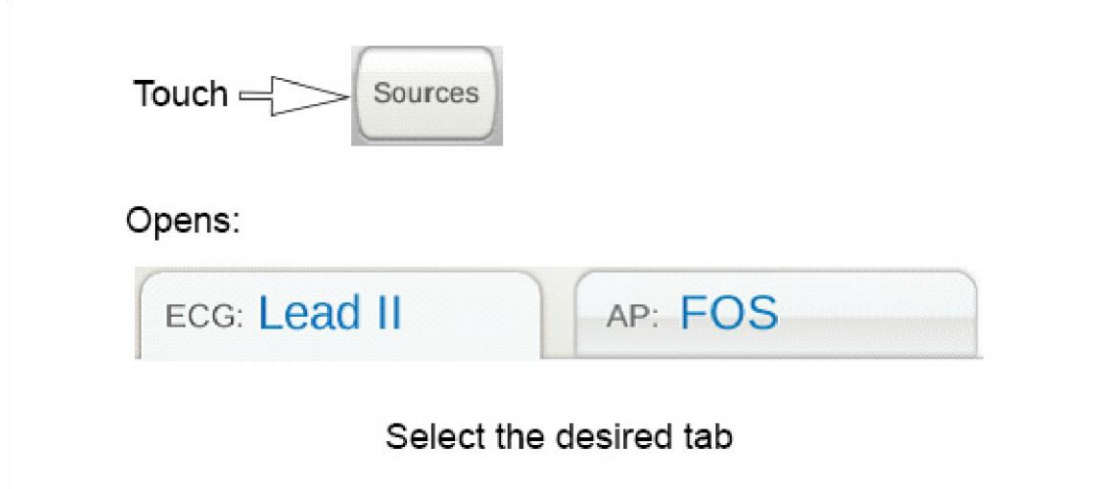 Touch Sources
Opens:
ECG: Lead II AP: FOS
Select the desired tab